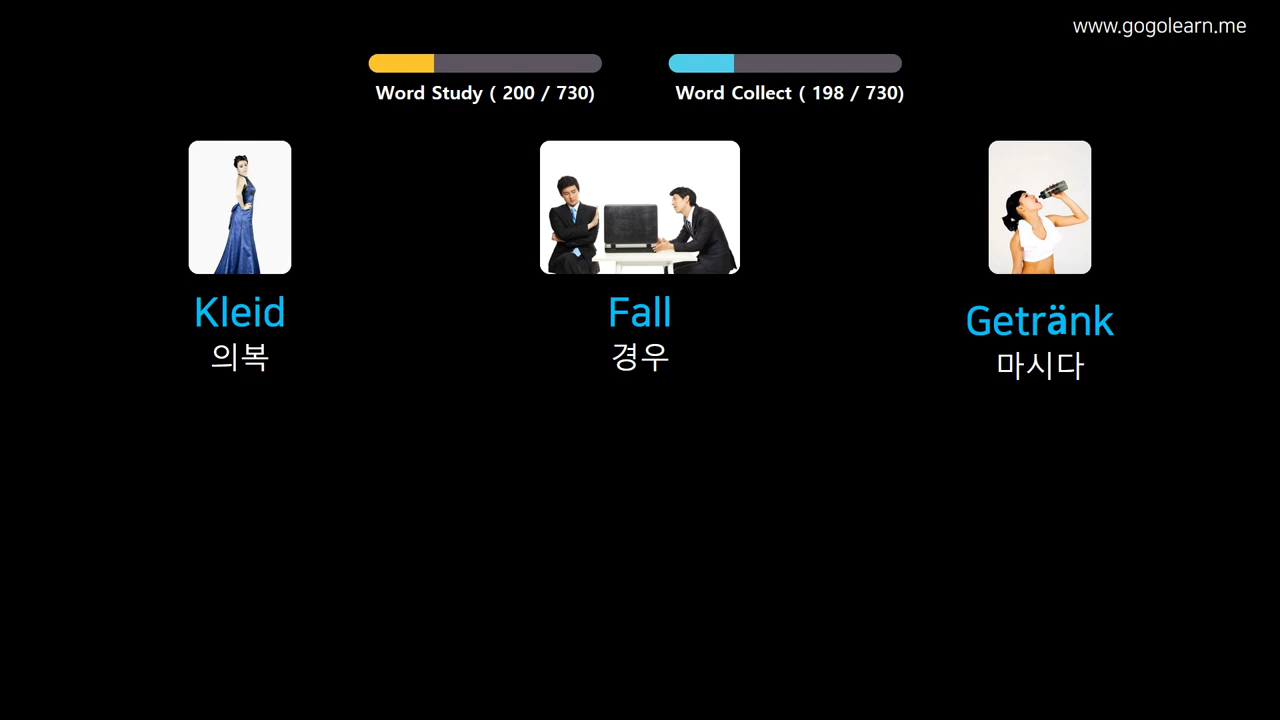 www.gogolearn.me
Word Study ( 200 / 730)
Word Collect ( 198 / 730)
Kleid
의복
Fall
경우
Getränk
마시다